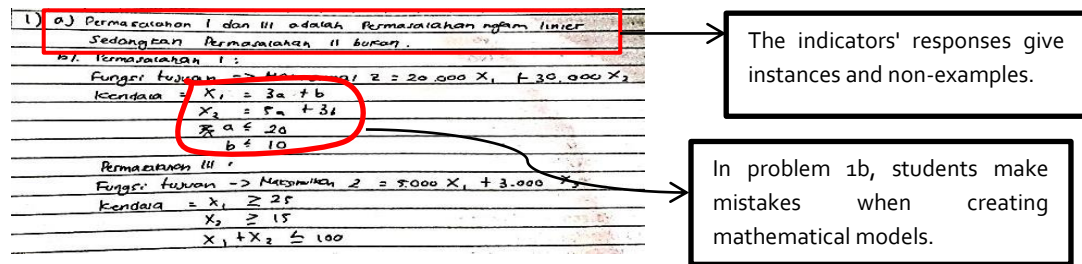 1) a) Permasalahan I dan III adalah Permasalahan program linier
Sedangkan Permasalahan II bukan.
b). Permasalahan I :
Fungsi tujuan -> Maksimal Z = 20.000 X₁ + 30.000 X₂
Kendala = X₁ = 3a + b
X₂ = 5a + 3b
a ≤ 20
b ≤ 10
Permasalahan III :
Fungsi tujuan -> Maksimalkan Z = 5.000 X₁ + 3.000 X₂
Kendala = X₁ ≥ 25
X₂ ≥ 15
X₁ + X₂ ≤ 100
The indicators' responses give
instances and non-examples.
In problem 1b, students make
mistakes when creating
mathematical models.